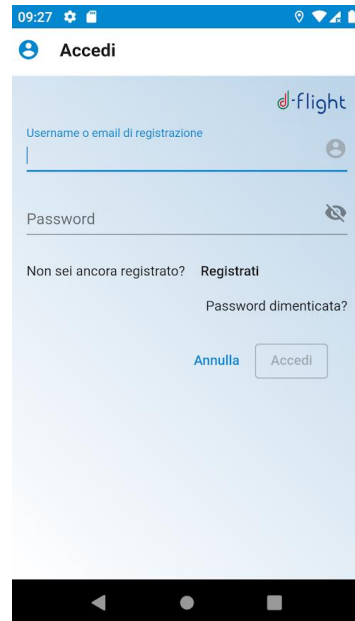 09:27
Accedi
d-flight
Username o email di registrazione
Password
Non sei ancora registrato? Registrati
Password dimenticata?
Annulla Accedi